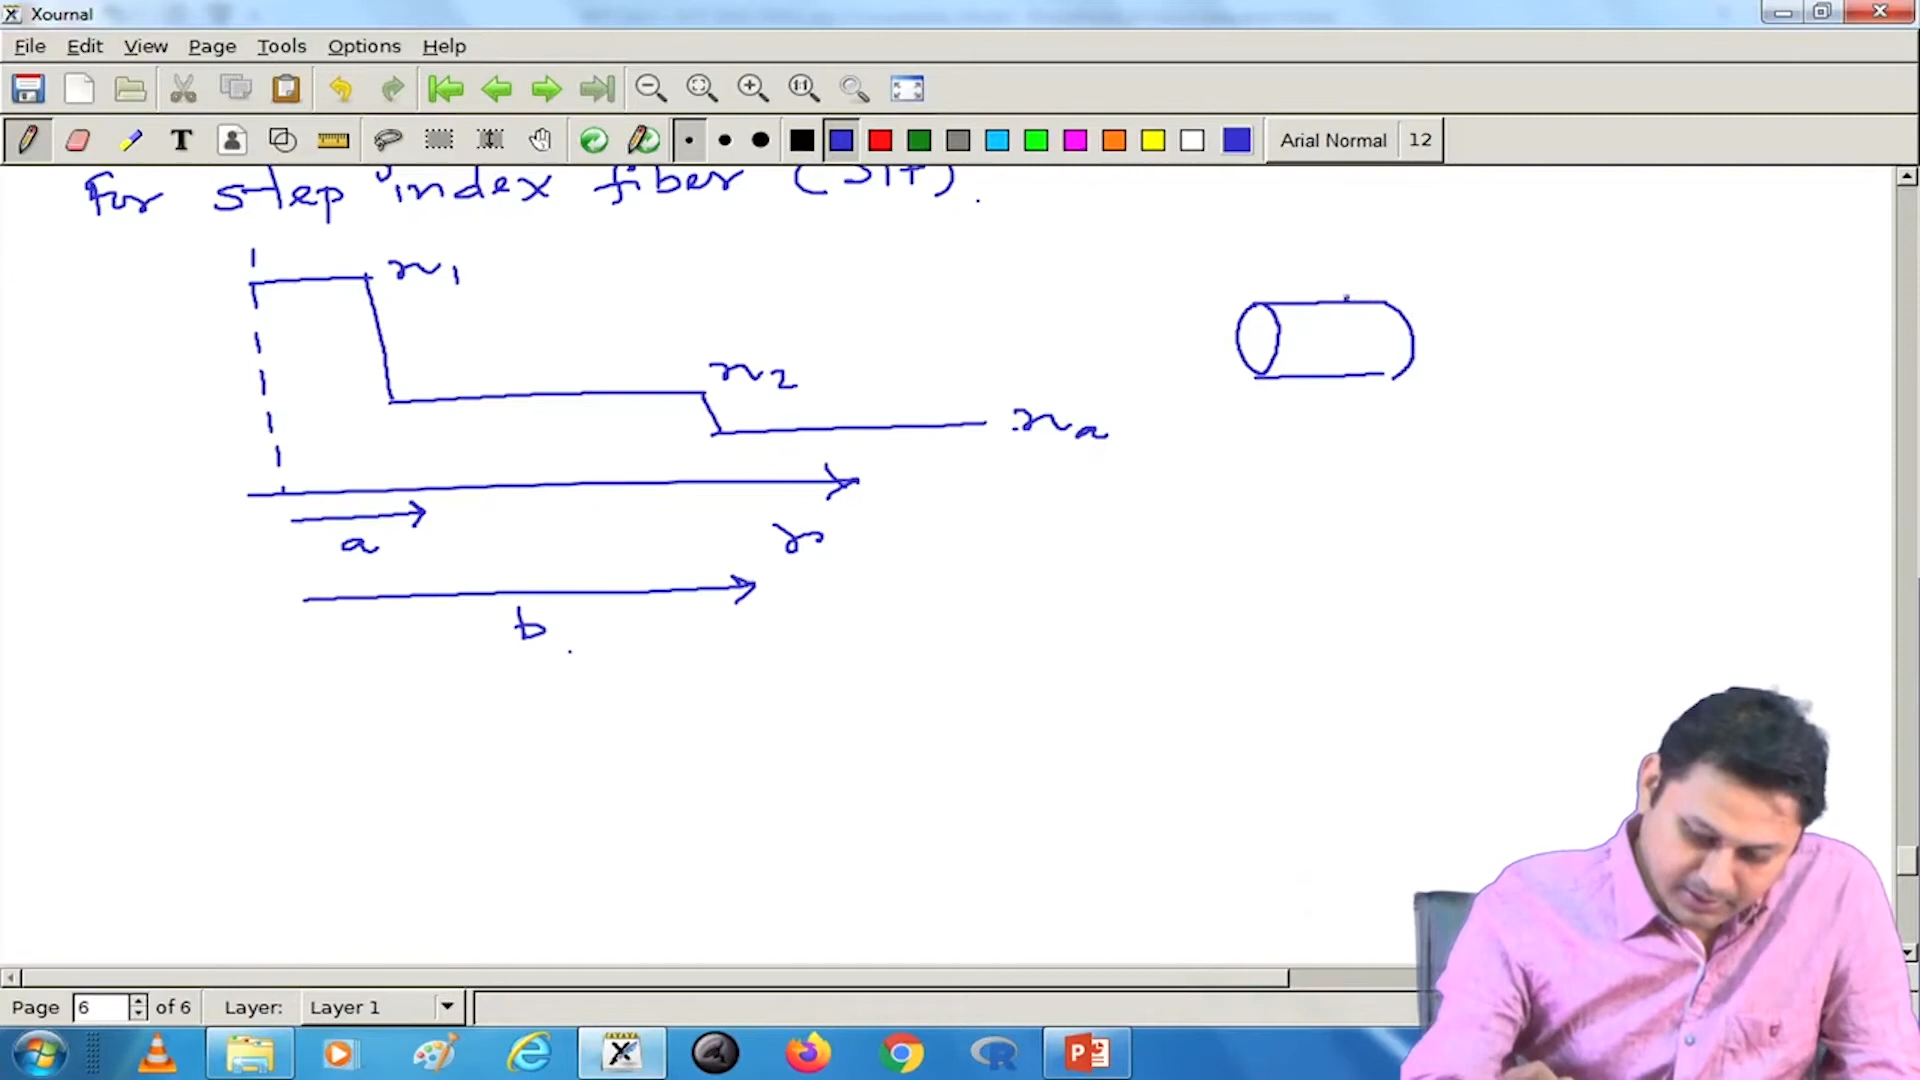 Xournal
File Edit View Page Tools Options Help
T Arial Normal 12
For step index fiber (SIF).
n1
n2
na
a
r
b
Page 6 of 6 Layer: Layer 1